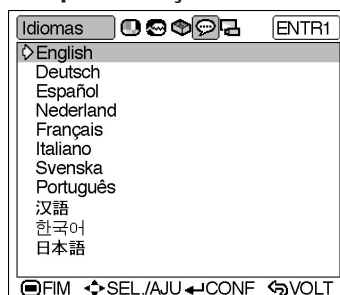 Idiomas ENTR1
English
Deutsch
Español
Nederland
Français
Italiano
Svenska
Português
汉語
한국어
日本語
FIM SEL./AJU CONF VOLT